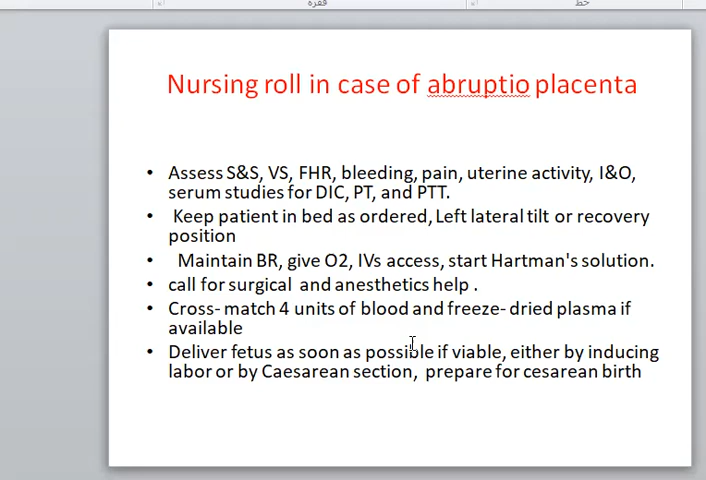 فقرة
خط
Nursing roll in case of abruptio placenta
• Assess S&S, VS, FHR, bleeding, pain, uterine activity, I&O,
serum studies for DIC, PT, and PTT.
• Keep patient in bed as ordered, Left lateral tilt or recovery
position
• Maintain BR, give O2, IVs access, start Hartman's solution.
• call for surgical and anesthetics help .
• Cross- match 4 units of blood and freeze- dried plasma if
available
• Deliver fetus as soon as possible if viable, either by inducing
labor or by Caesarean section, prepare for cesarean birth